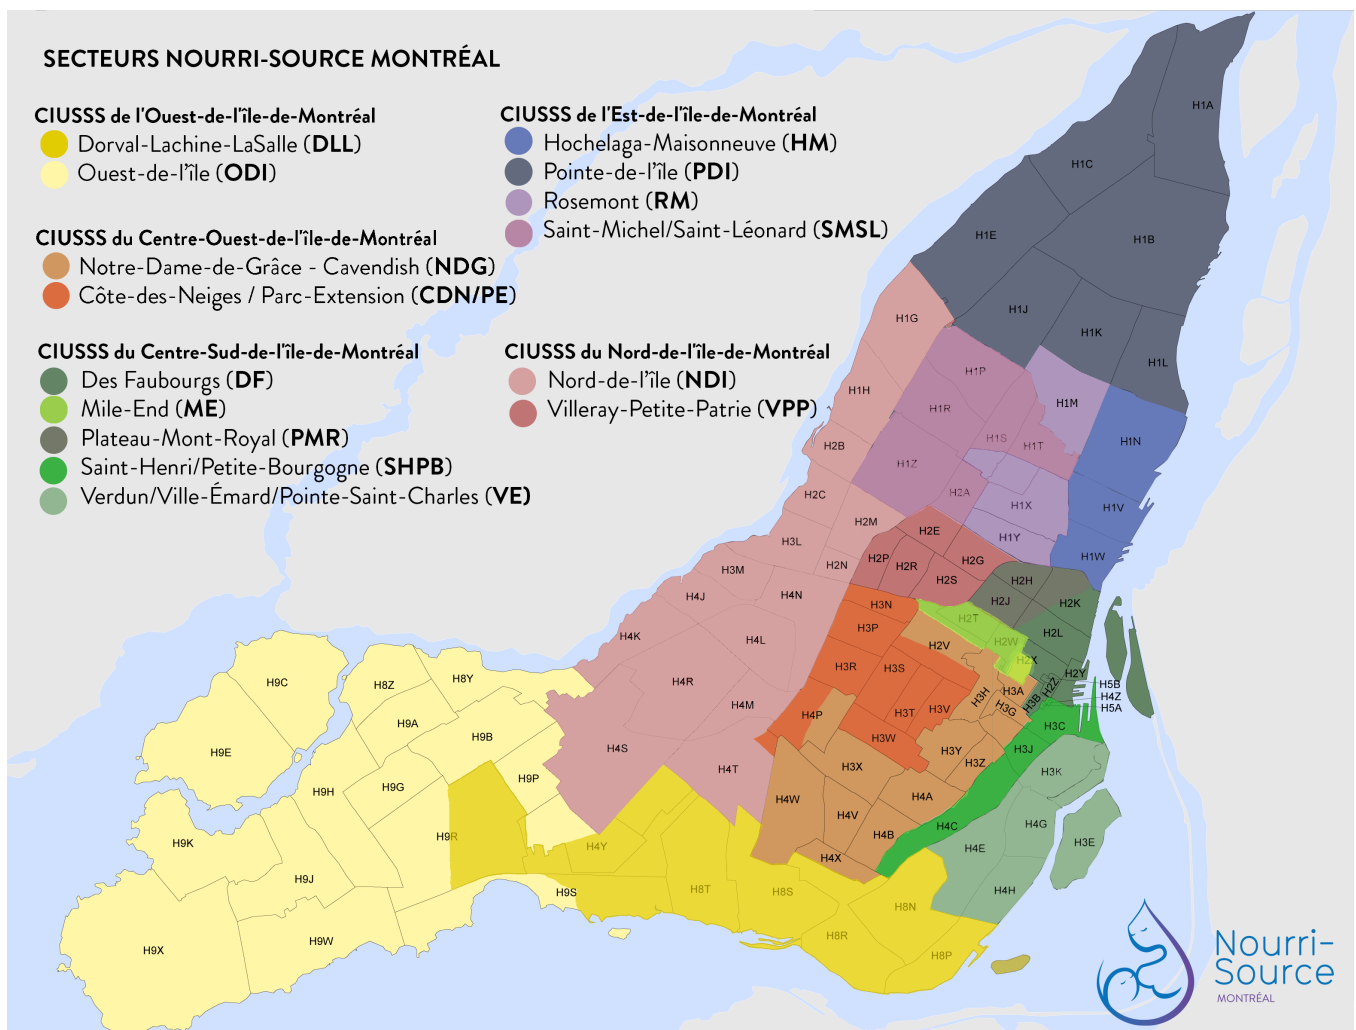 SECTEURS NOURRI-SOURCE MONTRÉAL
CIUSSS de l'Ouest-de-l'île-de-Montréal
Dorval-Lachine-LaSalle (DLL)
Ouest-de-l'île (ODI)
CIUSSS du Centre-Ouest-de-l'île-de-Montréal
Notre-Dame-de-Grâce - Cavendish (NDG)
Côte-des-Neiges / Parc-Extension (CDN/PE)
CIUSSS du Centre-Sud-de-l'île-de-Montréal
Des Faubourgs (DF)
Mile-End (ME)
Plateau-Mont-Royal (PMR)
Saint-Henri/Petite-Bourgogne (SHPB)
Verdun/Ville-Émard/Pointe-Saint-Charles (VE)
CIUSSS de l'Est-de-l'île-de-Montréal
Hochelaga-Maisonneuve (HM)
Pointe-de-l'île (PDI)
Rosemont (RM)
Saint-Michel/Saint-Léonard (SMSL)
CIUSSS du Nord-de-l'île-de-Montréal
Nord-de-l'île (NDI)
Villeray-Petite-Patrie (VPP)
H1A
H1C
H1E
H1B
H1G
H1J
H1K
H1L
H1P
H1H
H1R
H1M
H1S
H1T
H1N
H2B
H1Z
H2A
H2C
H1X
H1V
H2M
H2E
H1Y
H3L
H2P
H2R
H2G
H1W
H3M
H2N
H2S
H2H
H4J
H4N
H3N
H2J
H2K
H4K
H4L
H3P
H2T
H2L
H2V
H2W
H2X
H9C
H8Z
H8Y
H4R
H3R
H3S
H2Y
H5B
H4Z
H5A
H2Z
H3B
H3A
H3H
H3G
H4M
H4P
H3T
H3V
H3C
H9A
H9B
H9E
H4S
H3W
H3Y
H3Z
H3J
H9P
H4T
H3X
H3K
H9H
H9G
H4W
H4A
H4V
H4G
H9K
H9R
H4Y
H4B
H4C
H4E
H3E
H4X
H9J
H9S
H8T
H8S
H4H
H8N
H9X
H9W
H8R
H8P
Nourri-
Source
MONTRÉAL